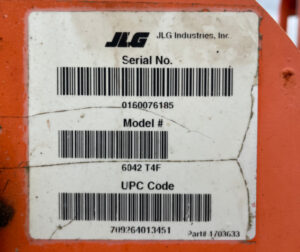 JLG JLG Industries, Inc.
Serial No.
0160076185
Model #
6042 T4F
UPC Code
709264013451 Part# 1703633